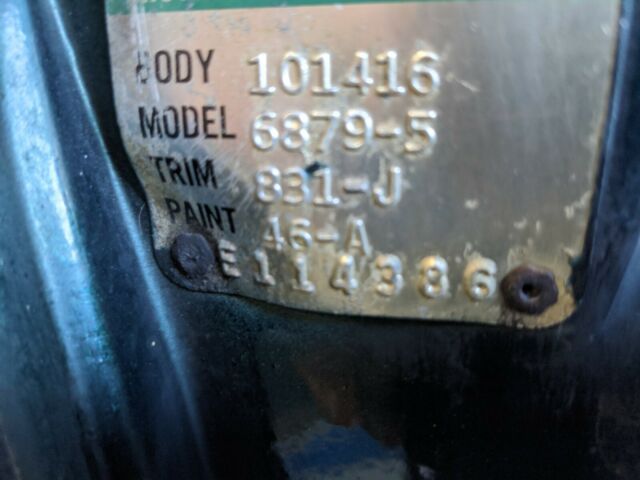 BODY 101416
MODEL 6879-5
TRIM 831-J
PAINT 46-A
E114386